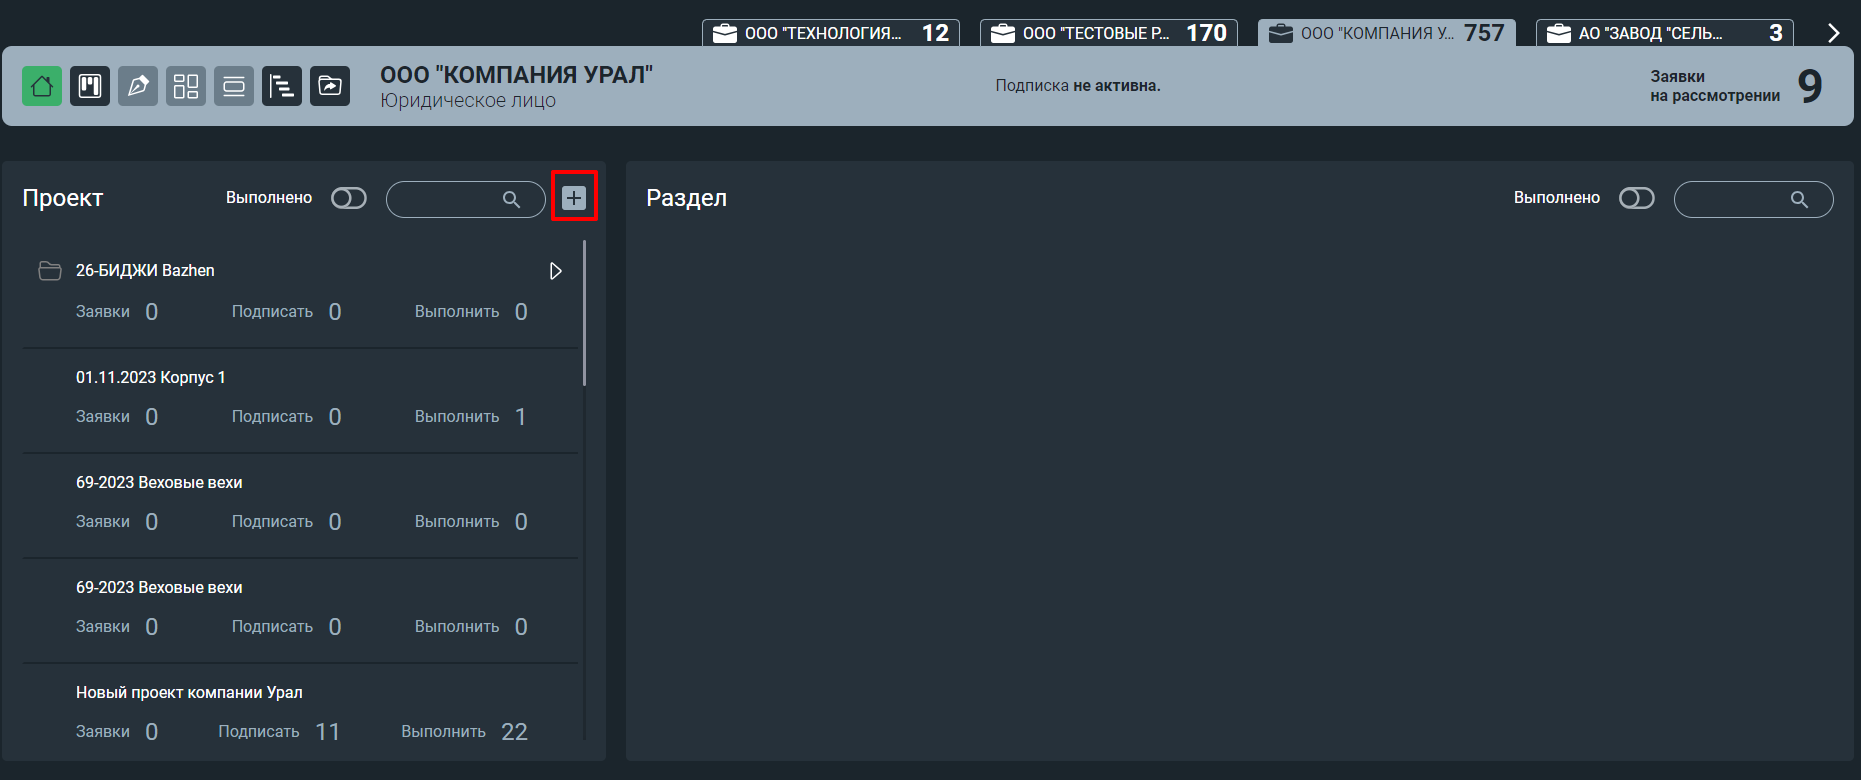 ООО "ТЕХНОЛОГИЯ... 12
ООО "ТЕСТОВЫЕ Р... 170
ООО "КОМПАНИЯ У... 757
АО "ЗАВОД "СЕЛЬ... 3
ООО "КОМПАНИЯ УРАЛ"
Юридическое лицо
Подписка не активна.
Заявки
на рассмотрении
9
Проект
Выполнено
26-БИДЖИ Bazhen
Заявки 0 Подписать 0 Выполнить 0
01.11.2023 Корпус 1
Заявки 0 Подписать 0 Выполнить 1
69-2023 Веховые вехи
Заявки 0 Подписать 0 Выполнить 0
69-2023 Веховые вехи
Заявки 0 Подписать 0 Выполнить 0
Новый проект компании Урал
Заявки 0 Подписать 11 Выполнить 22
Раздел
Выполнено